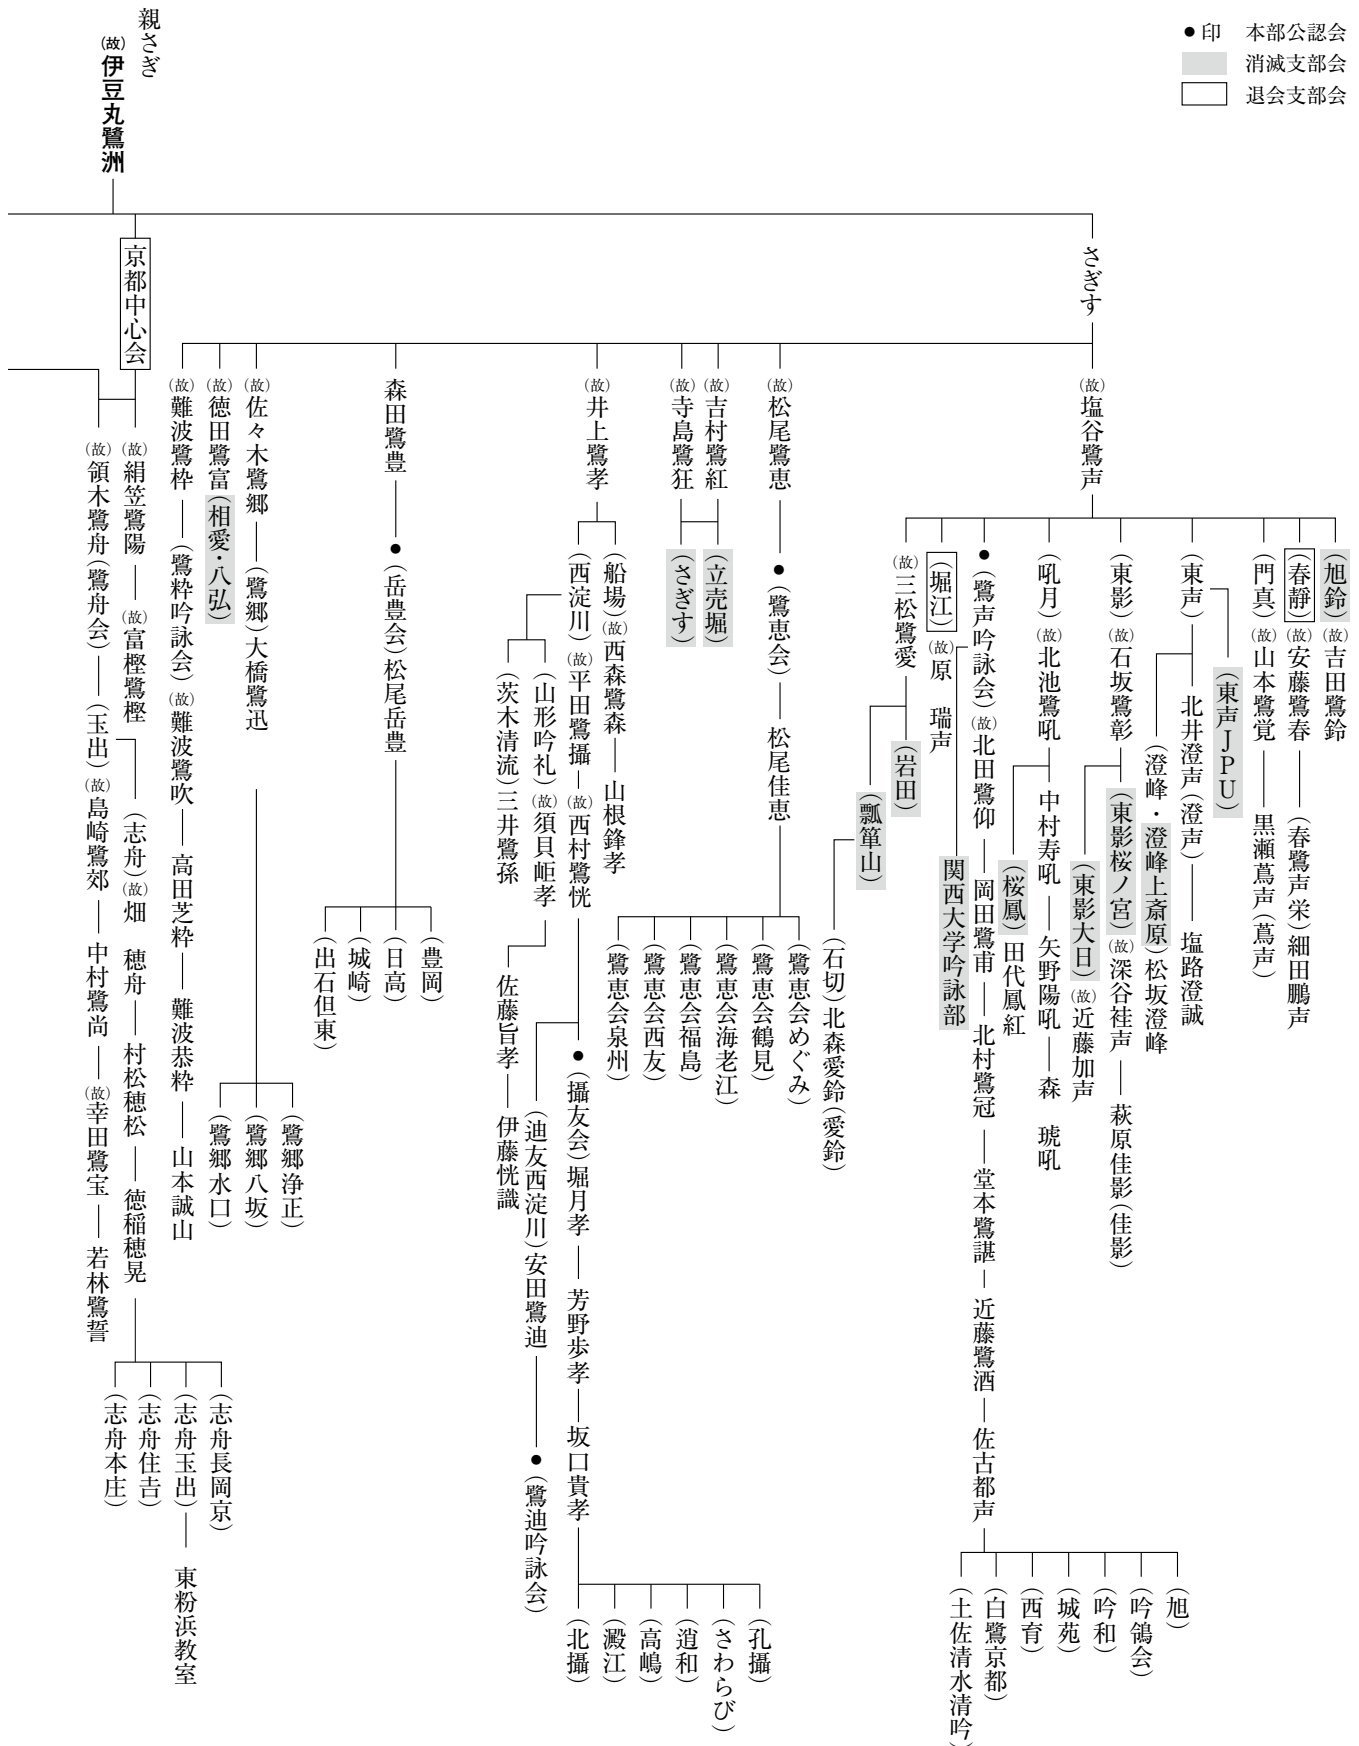 ●印　本部公認会
消滅支部会
退会支部会
親さぎ
(故)伊豆丸鷺洲
さぎす
京都中心会
(故)塩谷鷺声
(故)松尾鷺恵
(故)吉村鷺紅
(故)寺島鷺狂
(故)井上鷺孝
森田鷺豊
(故)佐々木鷺郷
(故)徳田鷺富(相愛・八弘)
(故)難波鷺枠
(旭鈴)(故)吉田鷺鈴
(春靜)(故)安藤鷺春
(春鷺声栄)細田鵬声
(門真)(故)山本鷺覚
黒瀬蔦声(蔦声)
(東声JPU)
(東声)
北井澄声(澄声)
塩路澄誠
(澄峰・澄峰上斎原)松坂澄峰
(東影)(故)石坂鷺彰
(東影桜ノ宮)(故)深谷袿声
萩原佳影(佳影)
(東影大日)(故)近藤加声
(吼月)(故)北池鷺吼
中村寿吼
矢野陽吼
森　琥吼
(桜鳳)田代鳳紅
●(鷺声吟詠会)(故)北田鷺仰
岡田鷺甫
北村鷺冠
堂本鷺諶
近藤鷺酒
佐古都声
関西大学吟詠部
(旭)
(吟鴒会)
(吟和)
(城苑)
(西育)
(白鷺京都)
(土佐清水清吟)
(堀江)(故)原　瑞声
(故)三松鷺愛
(岩田)
(瓢箪山)
(石切)北森愛鈴(愛鈴)
●(鷺恵会)
松尾佳恵
(鷺恵会めぐみ)
(鷺恵会鶴見)
(鷺恵会海老江)
(鷺恵会福島)
(鷺恵会西友)
(鷺恵会泉州)
(立売堀)
(さぎす)
(船場)(故)西森鷺森
山根鋒孝
(西淀川)(故)平田鷺攝
(故)西村鷺恍
(山形吟礼)(故)須貝岠孝
佐藤旨孝
伊藤恍識
(茨木清流)三井鷺孫
●(攝友会)堀月孝
芳野歩孝
坂口貴孝
(孔攝)
(さわらび)
(逍和)
(高嶋)
(澱江)
(北攝)
(迪友西淀川)安田鷺迪
●(鷺迪吟詠会)
●(岳豊会)松尾岳豊
(豊岡)
(日高)
(城崎)
(出石但東)
(鷺郷)大橋鷺迅
(鷺郷浄正)
(鷺郷八坂)
(鷺郷水口)
(鷺粋吟詠会)(故)難波鷺吹
高田芝粋
難波恭粋
山本誠山
(故)絹笠鷺陽
(故)富樫鷺樫
(故)領木鷺舟(鷺舟会)
(玉出)(故)島崎鷺郊
中村鷺尚
(故)幸田鷺宝
若林鷺誓
(志舟)(故)畑　穂舟
村松穂松
徳稲穂晃
(志舟長岡京)
(志舟玉出)
東粉浜教室
(志舟住吉)
(志舟本庄)